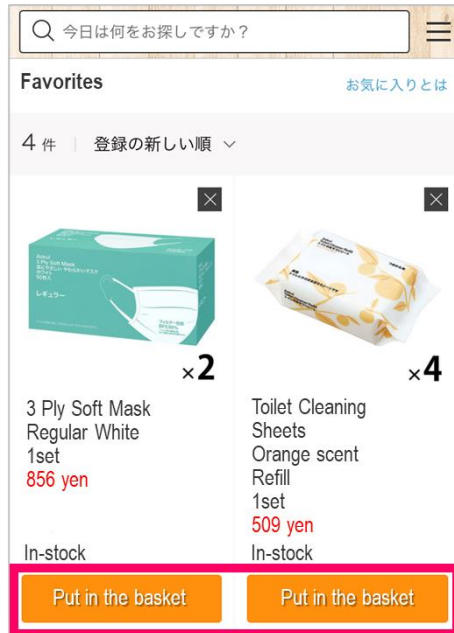 今日は何をお探しですか？
Favorites
お気に入りとは
4 件
登録の新しい順
×2
×4
レギュラー
3 Ply Soft Mask
Regular White
1set
856 yen
In-stock
Put in the basket
Toilet Cleaning
Sheets
Orange scent
Refill
1set
509 yen
In-stock
Put in the basket